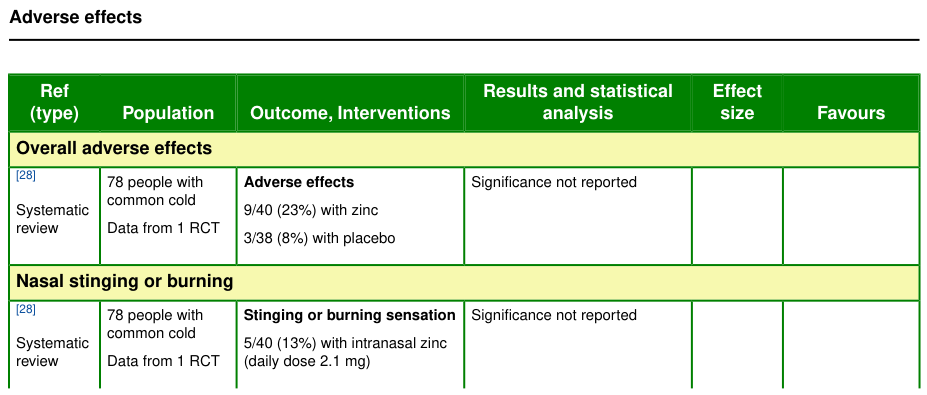 Adverse effects
Ref
(type)
Population
Outcome, Interventions
Results and statistical
analysis
Effect
size
Favours
Overall adverse effects
[28]
Systematic
review
78 people with
common cold
Data from 1 RCT
Adverse effects
9/40 (23%) with zinc
3/38 (8%) with placebo
Significance not reported
Nasal stinging or burning
[28]
Systematic
review
78 people with
common cold
Data from 1 RCT
Stinging or burning sensation
5/40 (13%) with intranasal zinc
(daily dose 2.1 mg)
Significance not reported